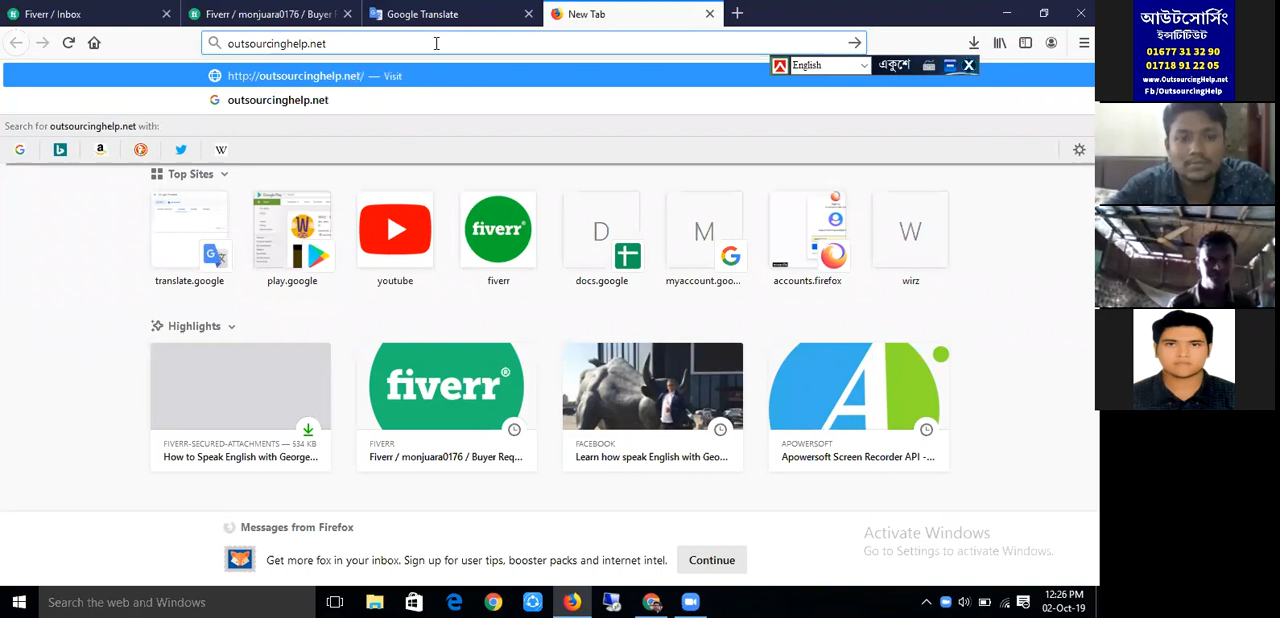 Fiverr / Inbox
Fiverr / monjuara0176 / Buyer R
Google Translate
New Tab
outsourcinghelp.net
English
একুশে
http://outsourcinghelp.net/ — Visit
outsourcinghelp.net
Search for outsourcinghelp.net with:
W
Top Sites
fiverr
D
M
W
translate.google
play.google
youtube
fiverr
docs.google
myaccount.goo...
accounts.firefox
wirz
Highlights
fiverr
A
FIVERR-SECURED-ATTACHMENTS — 534 KB
How to Speak English with George...
FIVERR
Fiverr / monjuara0176 / Buyer Req...
FACEBOOK
Learn how speak English with Geo...
APOWERSOFT
Apowersoft Screen Recorder API -...
Messages from Firefox
Get more fox in your inbox. Sign up for user tips, booster packs and internet intel.
Continue
Activate Windows
Go to Settings to activate Windows.
Search the web and Windows
12:26 PM
02-Oct-19
আউটসোর্সিং
ইন্সটিটিউট
01677 31 32 90
01718 91 22 05
www.OutsourcingHelp.net
Fb/OutsourcingHelp